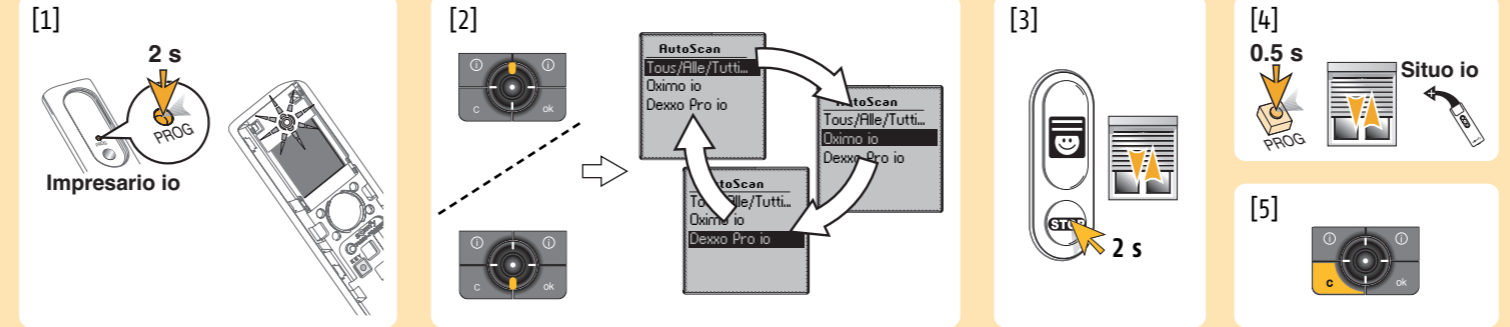 [1]
2 s
PROG
Impresario io
[2]
c
ok
c
ok
AutoScan
Tous/Alle/Tutti...
Oximo io
Dexxo Pro io
AutoScan
Tous/Alle/Tutti...
Oximo io
Dexxo Pro io
AutoScan
Tous/Alle/Tutti...
Oximo io
Dexxo Pro io
[3]
STOP
2 s
[4]
0.5 s
PROG
Situo io
[5]
c
ok